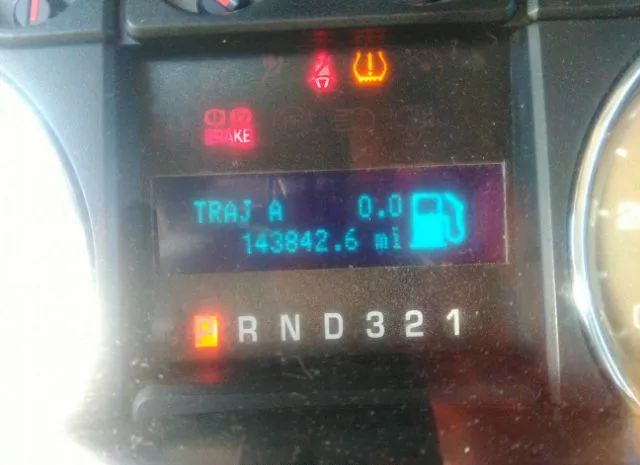 BRAKE
TRAJ A 0.0
143842.6 mi
P R N D 3 2 1